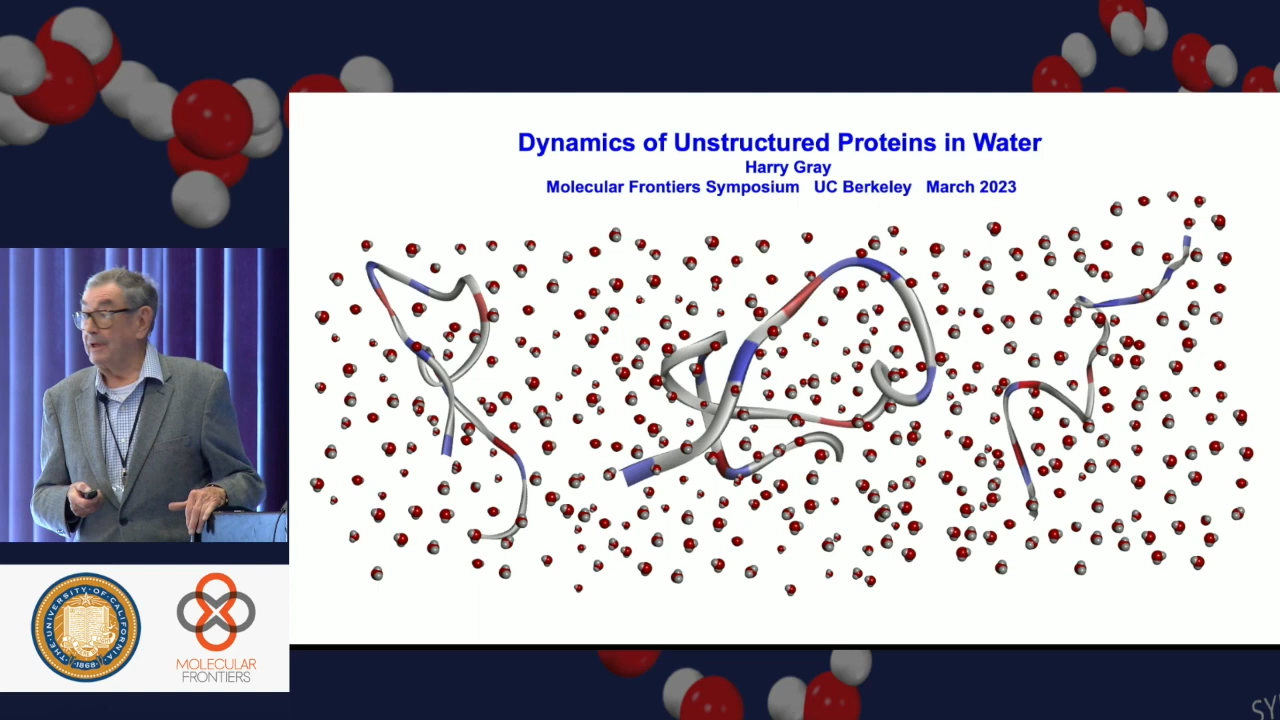 Dynamics of Unstructured Proteins in Water
Harry Gray
Molecular Frontiers Symposium UC Berkeley March 2023
THE·UNIVERSITY·OF·CALIFORNIA
·1868·
MOLECULAR
FRONTIERS
SY